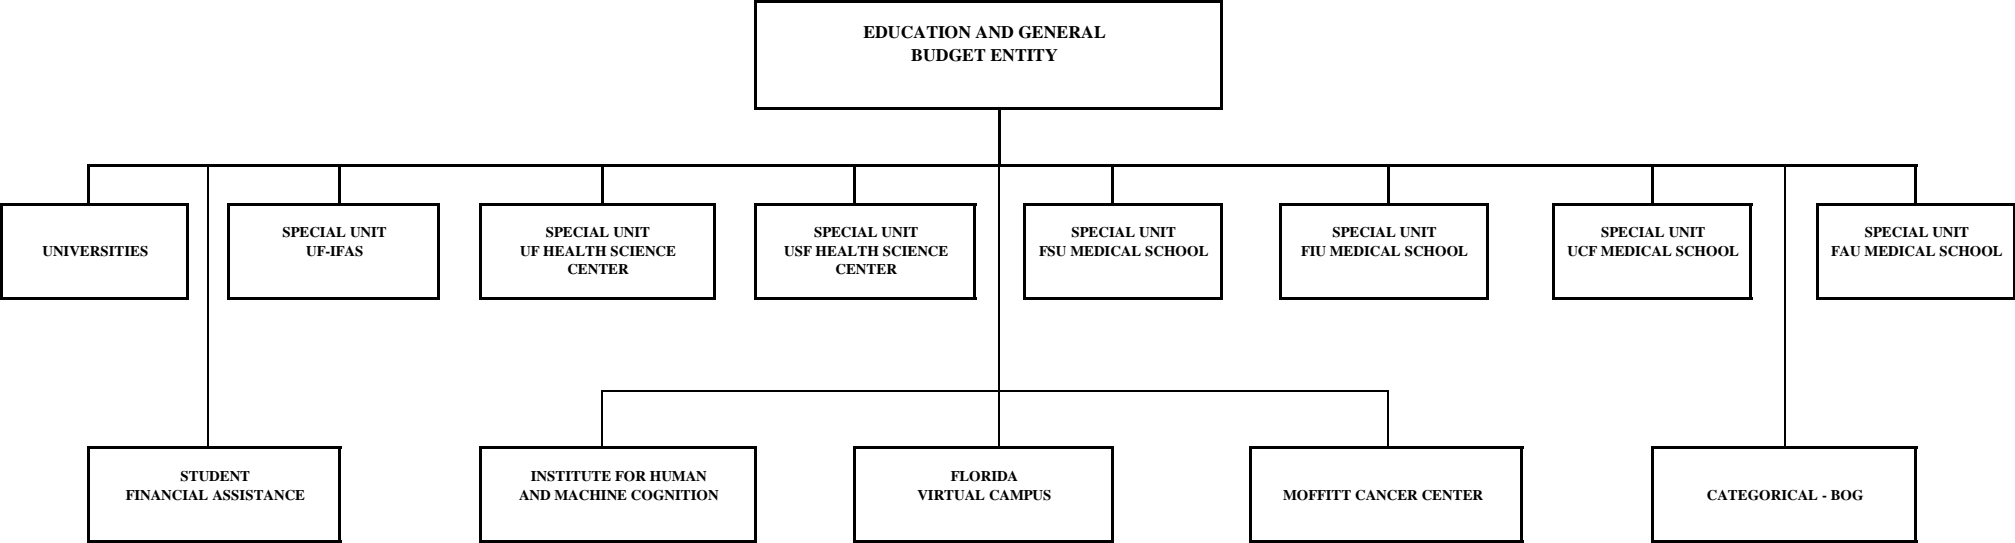 EDUCATION AND GENERAL
BUDGET ENTITY
UNIVERSITIES
SPECIAL UNIT
UF-IFAS
SPECIAL UNIT
UF HEALTH SCIENCE
CENTER
SPECIAL UNIT
USF HEALTH SCIENCE
CENTER
SPECIAL UNIT
FSU MEDICAL SCHOOL
SPECIAL UNIT
FIU MEDICAL SCHOOL
SPECIAL UNIT
UCF MEDICAL SCHOOL
SPECIAL UNIT
FAU MEDICAL SCHOOL
STUDENT
FINANCIAL ASSISTANCE
INSTITUTE FOR HUMAN
AND MACHINE COGNITION
FLORIDA
VIRTUAL CAMPUS
MOFFITT CANCER CENTER
CATEGORICAL - BOG